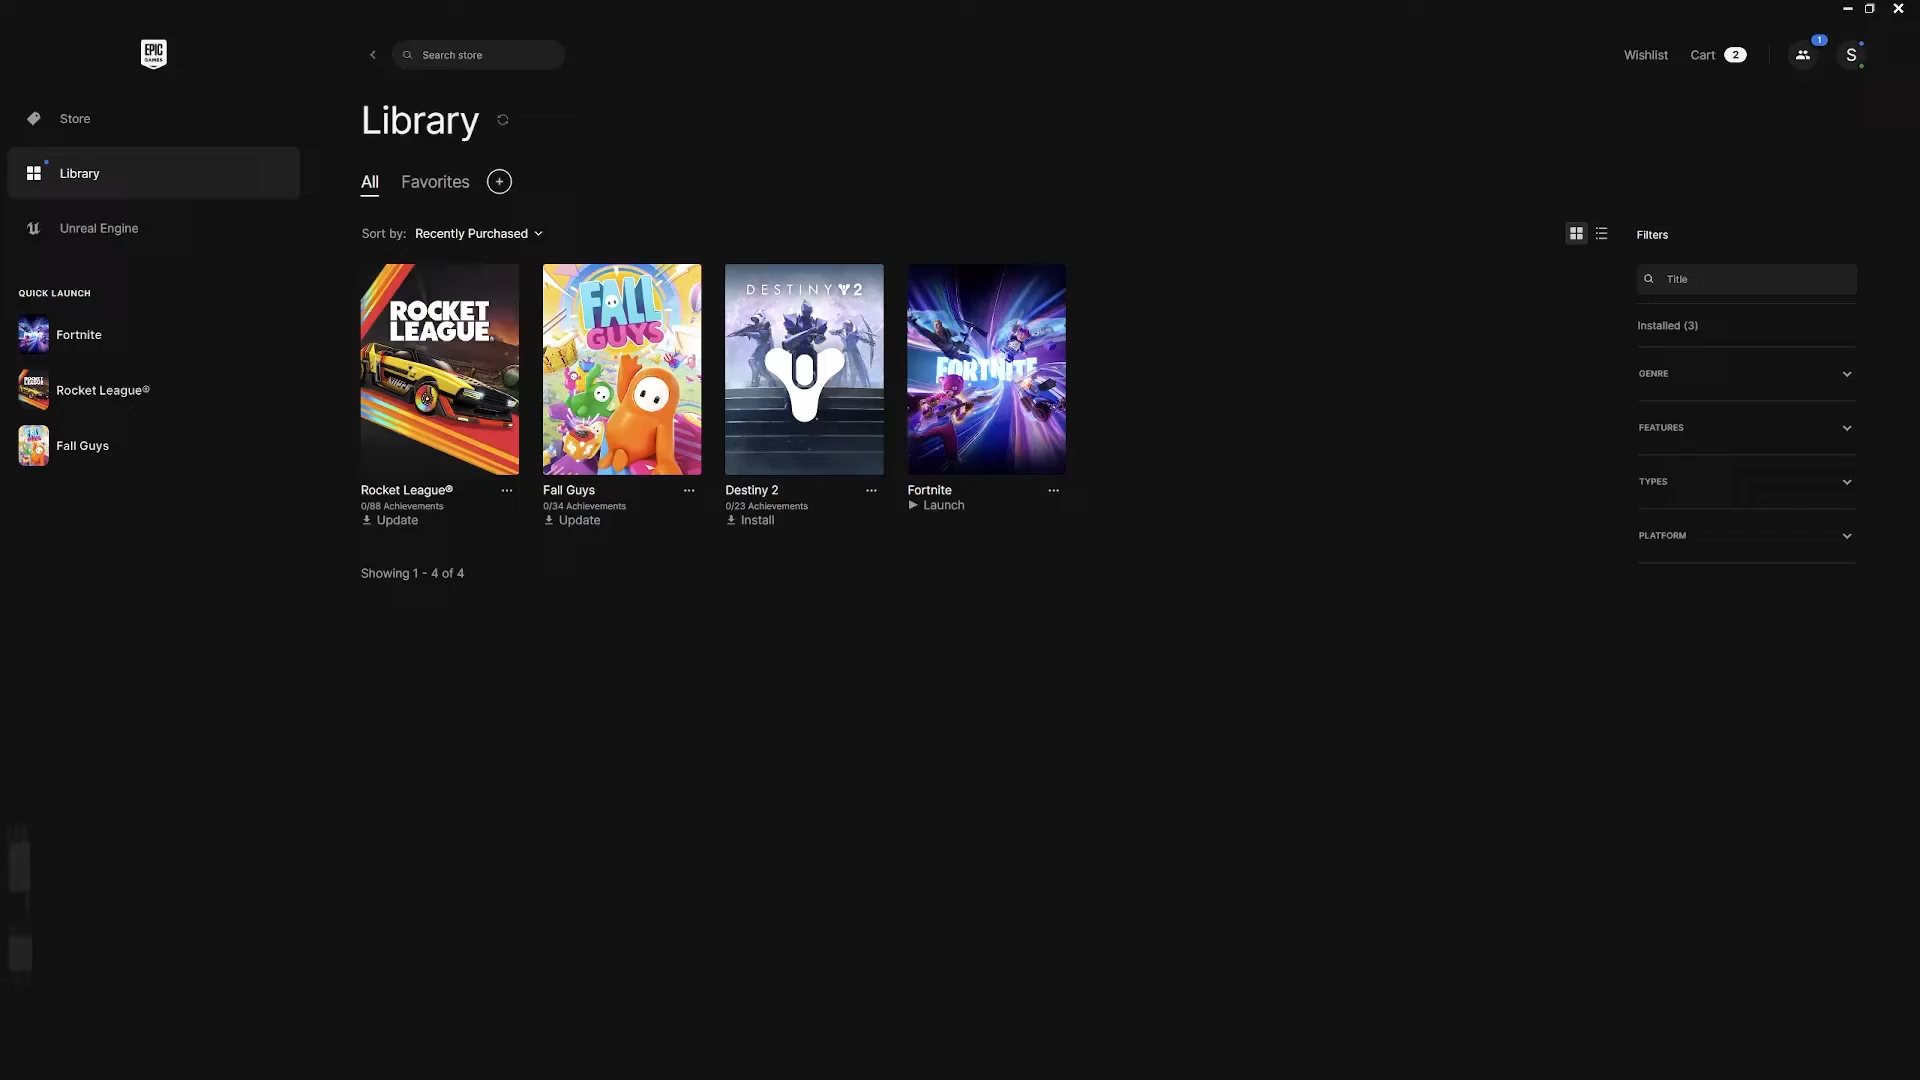 EPIC
GAMES
Search store
Wishlist
Cart 2
1
S
Store
Library
Unreal Engine
QUICK LAUNCH
Fortnite
Rocket League®
Fall Guys
Library
All Favorites +
Sort by: Recently Purchased
ROCKET
LEAGUE
FALL
GUYS
DESTINY 2
FORTNITE
Rocket League® ...
0/88 Achievements
Update
Fall Guys ...
0/34 Achievements
Update
Destiny 2 ...
0/23 Achievements
Install
Fortnite ...
Launch
Showing 1 - 4 of 4
Filters
Title
Installed (3)
GENRE
FEATURES
TYPES
PLATFORM